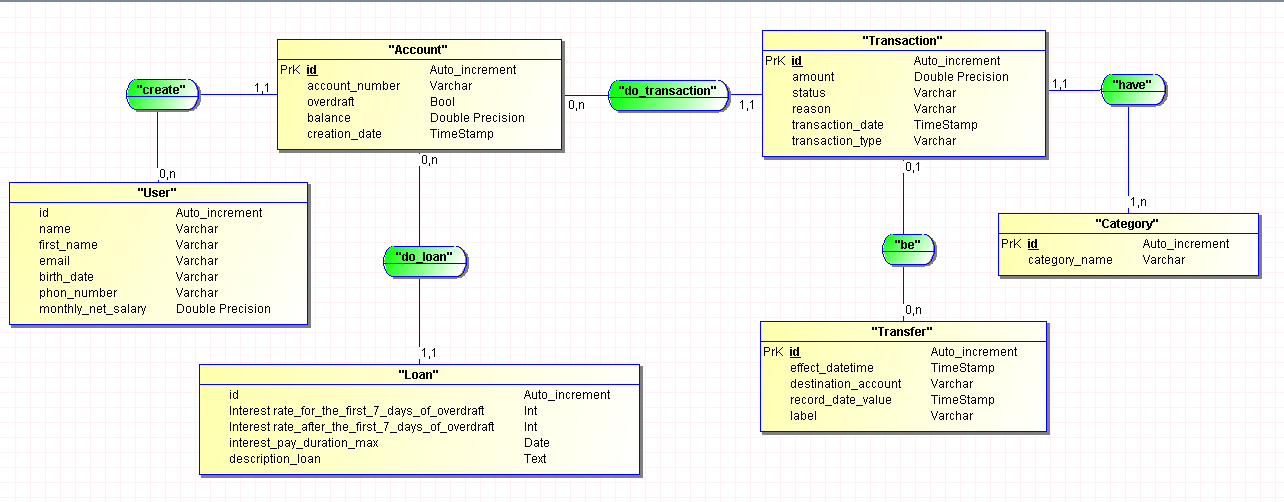 "Account"
PrK id Auto_increment
account_number Varchar
overdraft Bool
balance Double Precision
creation_date TimeStamp
"Transaction"
PrK id Auto_increment
amount Double Precision
status Varchar
reason Varchar
transaction_date TimeStamp
transaction_type Varchar
"create"
1,1
0,n
"do_transaction"
1,1
1,1
"have"
0,n
0,n
0,1
1,n
"User"
id Auto_increment
name Varchar
first_name Varchar
email Varchar
birth_date Varchar
phon_number Varchar
monthly_net_salary Double Precision
"do_loan"
"be"
"Category"
PrK id Auto_increment
category_name Varchar
1,1
0,n
"Loan"
id Auto_increment
Interest rate_for_the_first_7_days_of_overdraft Int
Interest rate_after_the_first_7_days_of_overdraft Int
interest_pay_duration_max Date
description_loan Text
"Transfer"
PrK id Auto_increment
effect_datetime TimeStamp
destination_account Varchar
record_date_value TimeStamp
label Varchar